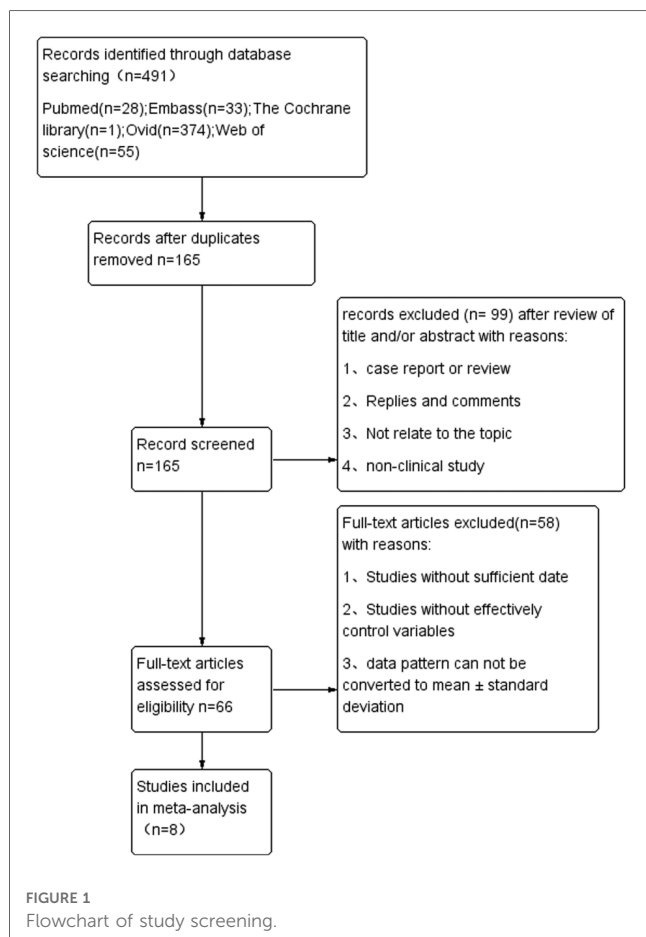 Records identified through database
searching（n=491）
Pubmed(n=28);Embass(n=33);The Cochrane
library(n=1);Ovid(n=374);Web of
science(n=55)
Records after duplicates
removed n=165
records excluded (n= 99) after review of
title and/or abstract with reasons:
1、case report or review
2、Replies and comments
3、Not relate to the topic
4、non-clinical study
Record screened
n=165
Full-text articles excluded(n=58)
with reasons:
1、Studies without sufficient date
2、Studies without effectively
control variables
3、data pattern can not be
converted to mean ± standard
deviation
Full-text articles
assessed for
eligibility n=66
Studies included
in meta-analysis
（n=8）
FIGURE 1
Flowchart of study screening.